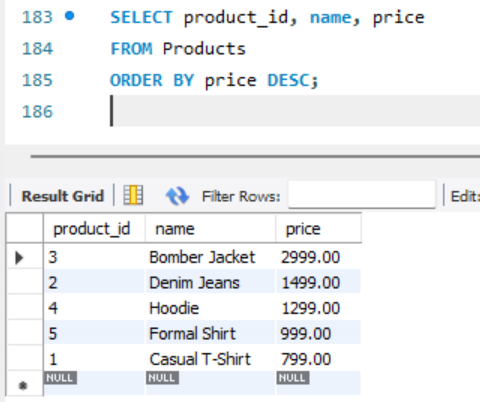 183 SELECT product_id, name, price
184 FROM Products
185 ORDER BY price DESC;
186
Result Grid Filter Rows: Edit:
product_id name price
3 Bomber Jacket 2999.00
2 Denim Jeans 1499.00
4 Hoodie 1299.00
5 Formal Shirt 999.00
1 Casual T-Shirt 799.00
NULL NULL NULL